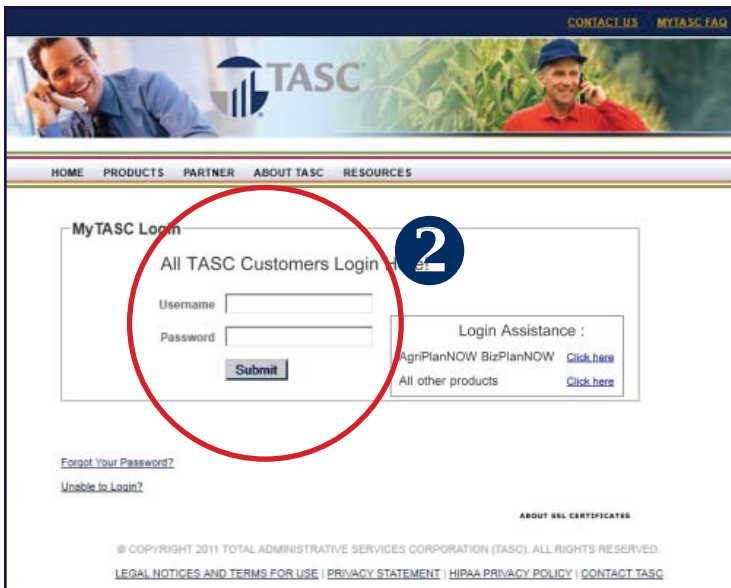 CONTACT US MYTASC FAQ
TASC
HOME PRODUCTS PARTNER ABOUT TASC RESOURCES
MyTASC Login
2
All TASC Customers Login
Username
Password
Submit
Login Assistance :
AgriPlanNOW BizPlanNOW Click here
All other products Click here
Forgot Your Password?
Unable to Login?
ABOUT SSL CERTIFICATES
© COPYRIGHT 2011 TOTAL ADMINISTRATIVE SERVICES CORPORATION (TASC). ALL RIGHTS RESERVED.
LEGAL NOTICES AND TERMS FOR USE | PRIVACY STATEMENT | HIPAA PRIVACY POLICY | CONTACT TASC